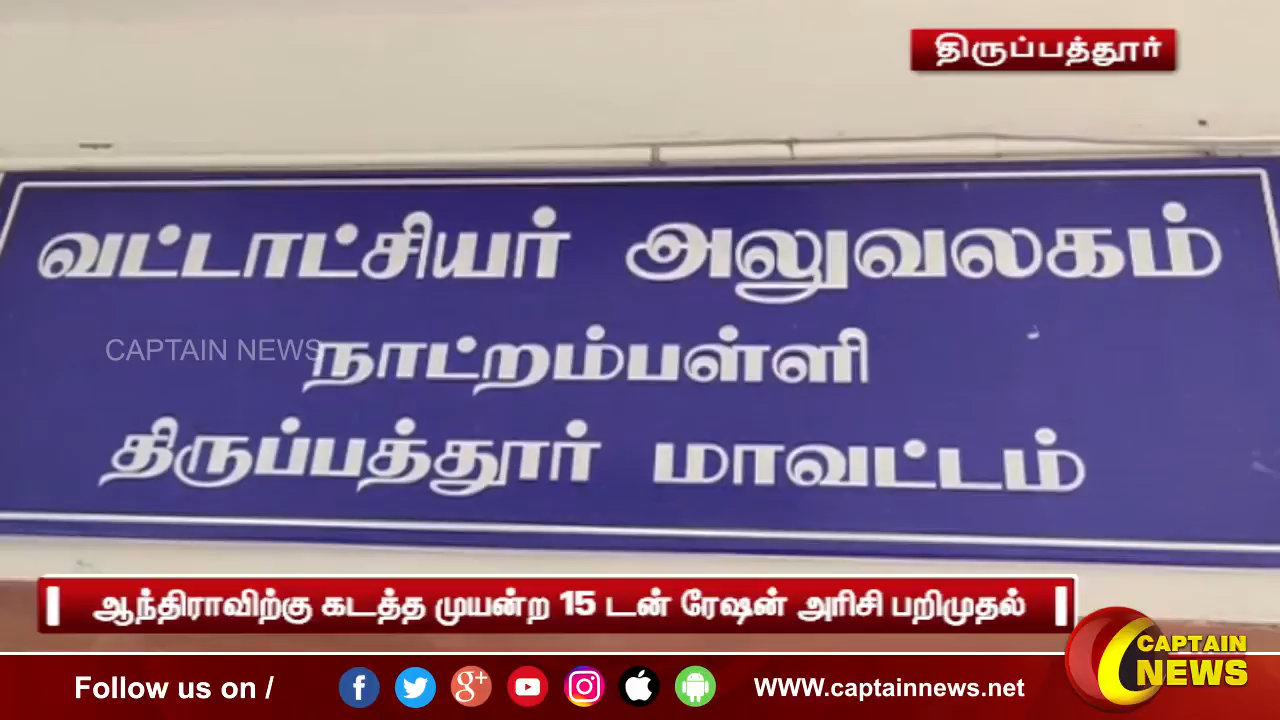 திருப்பத்தூர்
வட்டாட்சியர் அலுவலகம்
CAPTAIN NEWS
நாட்றம்பள்ளி
திருப்பத்தூர் மாவட்டம்
ஆந்திராவிற்கு கடத்த முயன்ற 15 டன் ரேஷன் அரிசி பறிமுதல்
CAPTAIN
NEWS
Follow us on / f g+ WWW.captainnews.net